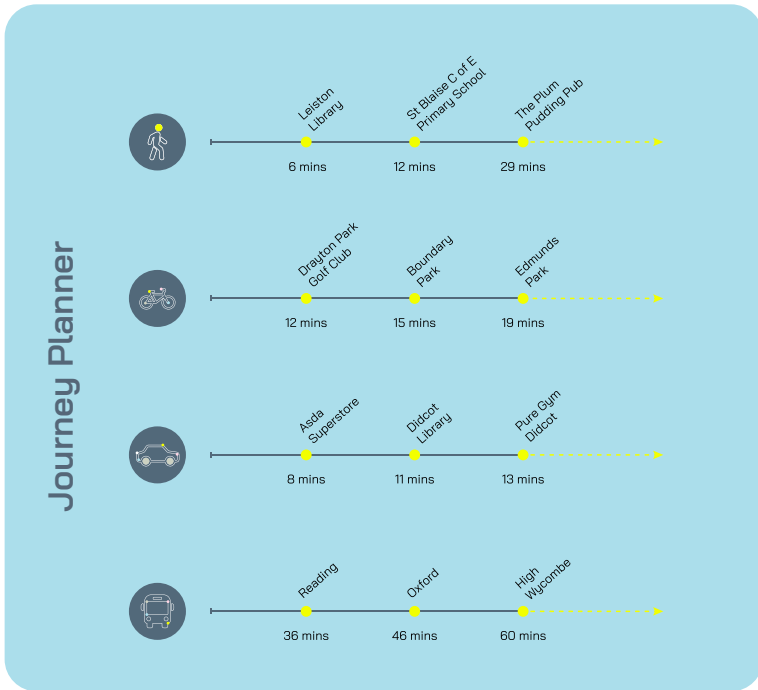 Journey Planner
Leiston
Library
St Blaise C of E
Primary School
The Plum
Pudding Pub
6 mins
12 mins
29 mins
Drayton Park
Golf Club
Boundary
Park
Edmunds
Park
12 mins
15 mins
19 mins
Asda
Superstore
Didcot
Library
Pure Gym
Didcot
8 mins
11 mins
13 mins
Reading
Oxford
High
Wycombe
36 mins
46 mins
60 mins